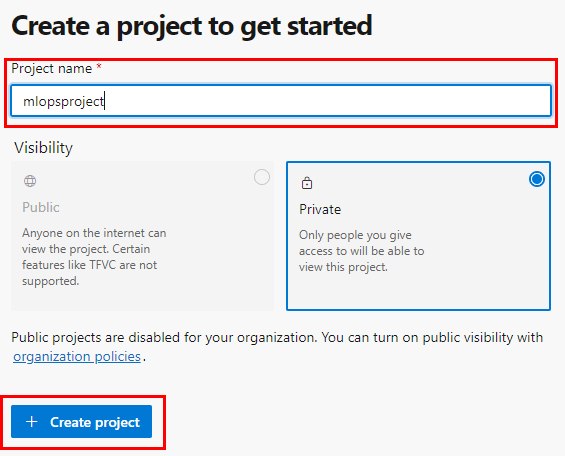 Create a project to get started
Project name *
mlopsproject
Visibility
Public
Anyone on the internet can
view the project. Certain
features like TFVC are not
supported.
Private
Only people you give
access to will be able to
view this project.
Public projects are disabled for your organization. You can turn on public visibility with
organization policies.
+ Create project